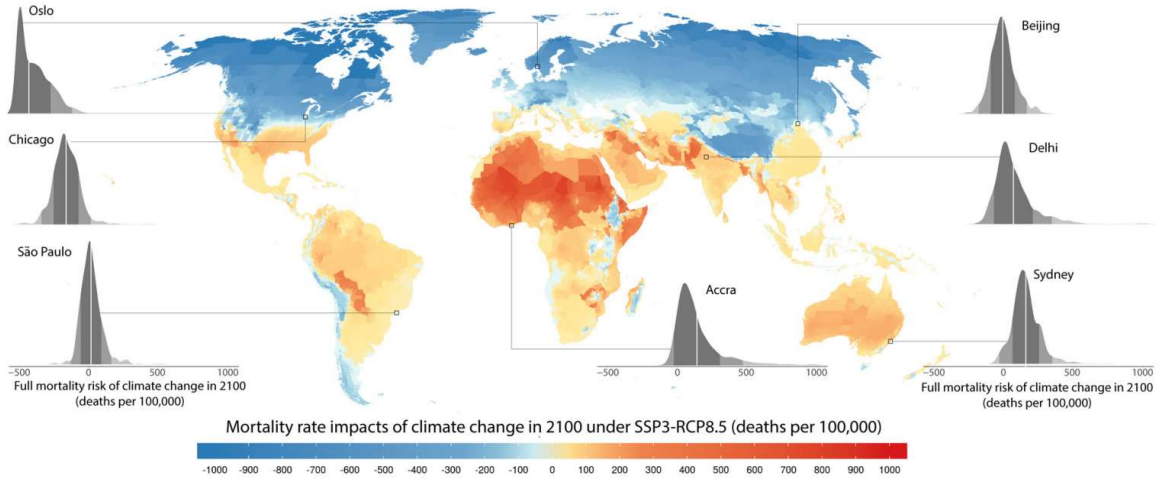 Oslo
Beijing
Chicago
Delhi
São Paulo
Accra
Sydney
-500 0 500 1000
Full mortality risk of climate change in 2100
(deaths per 100,000)
-500 0 500 1000
-500 0 500 1000
Full mortality risk of climate change in 2100
(deaths per 100,000)
Mortality rate impacts of climate change in 2100 under SSP3-RCP8.5 (deaths per 100,000)
-1000 -900 -800 -700 -600 -500 -400 -300 -200 -100 0 100 200 300 400 500 600 700 800 900 1000